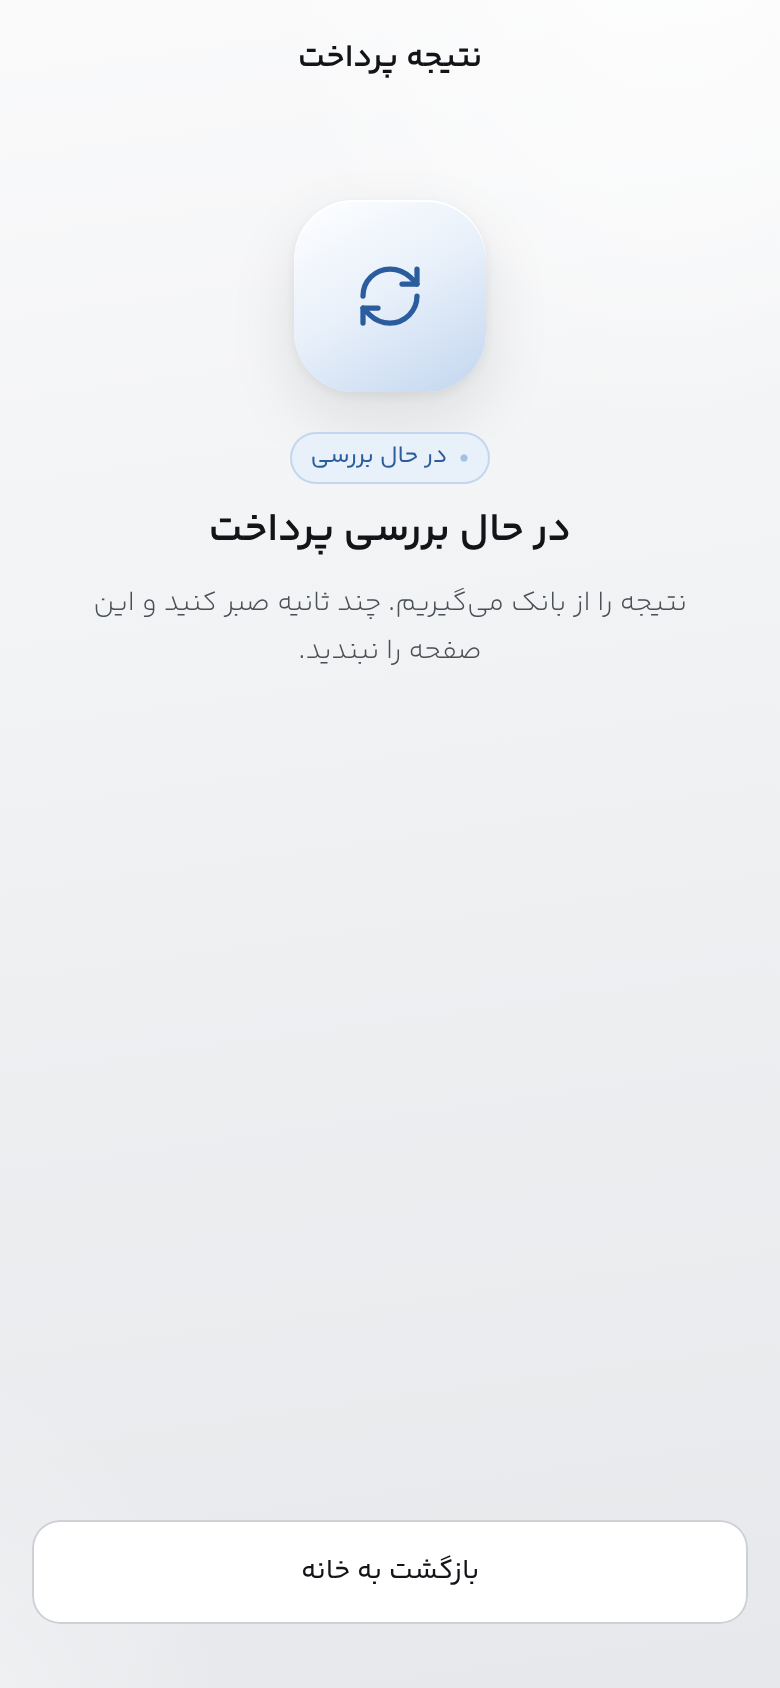 نتیجه پرداخت
در حال بررسی
در حال بررسی پرداخت
نتیجه را از بانک می‌گیریم. چند ثانیه صبر کنید و این
صفحه را نبندید.
بازگشت به خانه